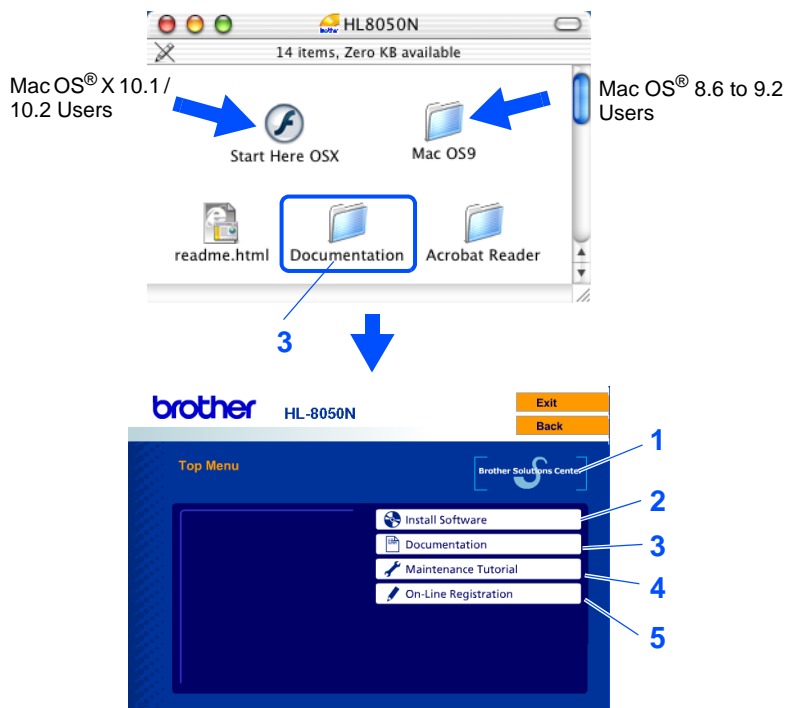 HL8050N
14 items, Zero KB available
Mac OS® X 10.1 /
10.2 Users
Mac OS® 8.6 to 9.2
Users
Start Here OSX
Mac OS9
readme.html
Documentation
Acrobat Reader
3
brother
HL-8050N
Exit
Back
Top Menu
Brother Solutions Center
1
Install Software
2
Documentation
3
Maintenance Tutorial
4
On-Line Registration
5